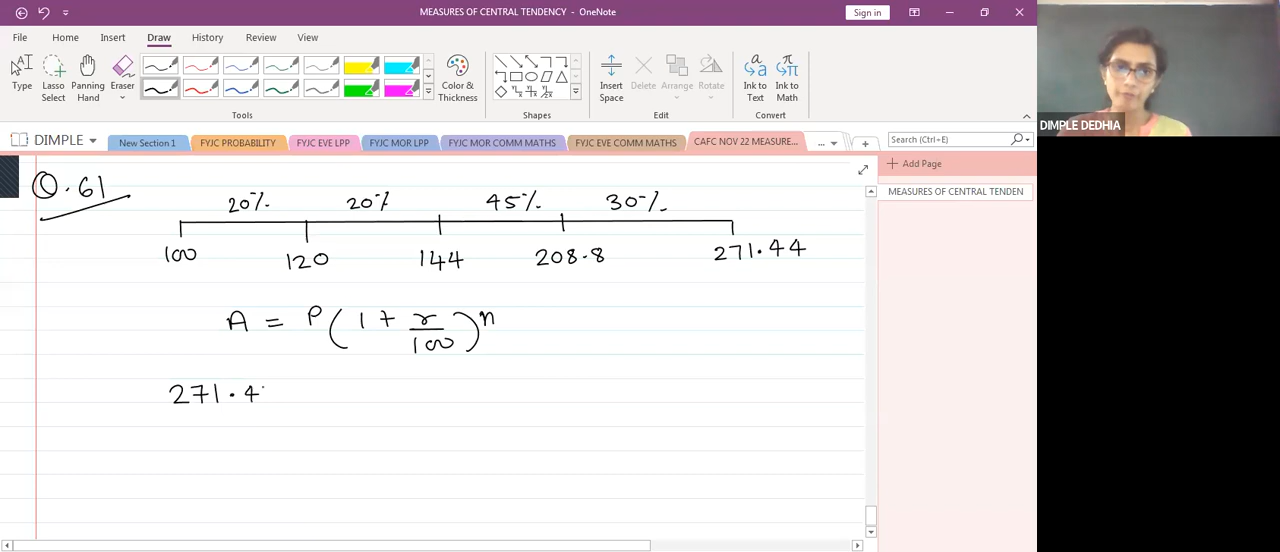 MEASURES OF CENTRAL TENDENCY - OneNote
Sign in
File Home Insert Draw History Review View
Type
Lasso Select
Panning Hand
Eraser
Color & Thickness
Insert Space
Delete
Arrange
Rotate
Ink to Text
Ink to Math
Tools
Shapes
Edit
Convert
DIMPLE DEDHIA
DIMPLE
New Section 1
FYJC PROBABILITY
FYJC EVE LPP
FYJC MOR LPP
FYJC MOR COMM MATHS
FYJC EVE COMM MATHS
CAFC NOV 22 MEASURE...
...
Search (Ctrl+E)
Add Page
MEASURES OF CENTRAL TENDEN
Q.61
20% 20% 45% 30%
100 120 144 208.8 271.44
A = P(1 + r/100)^n
271.4